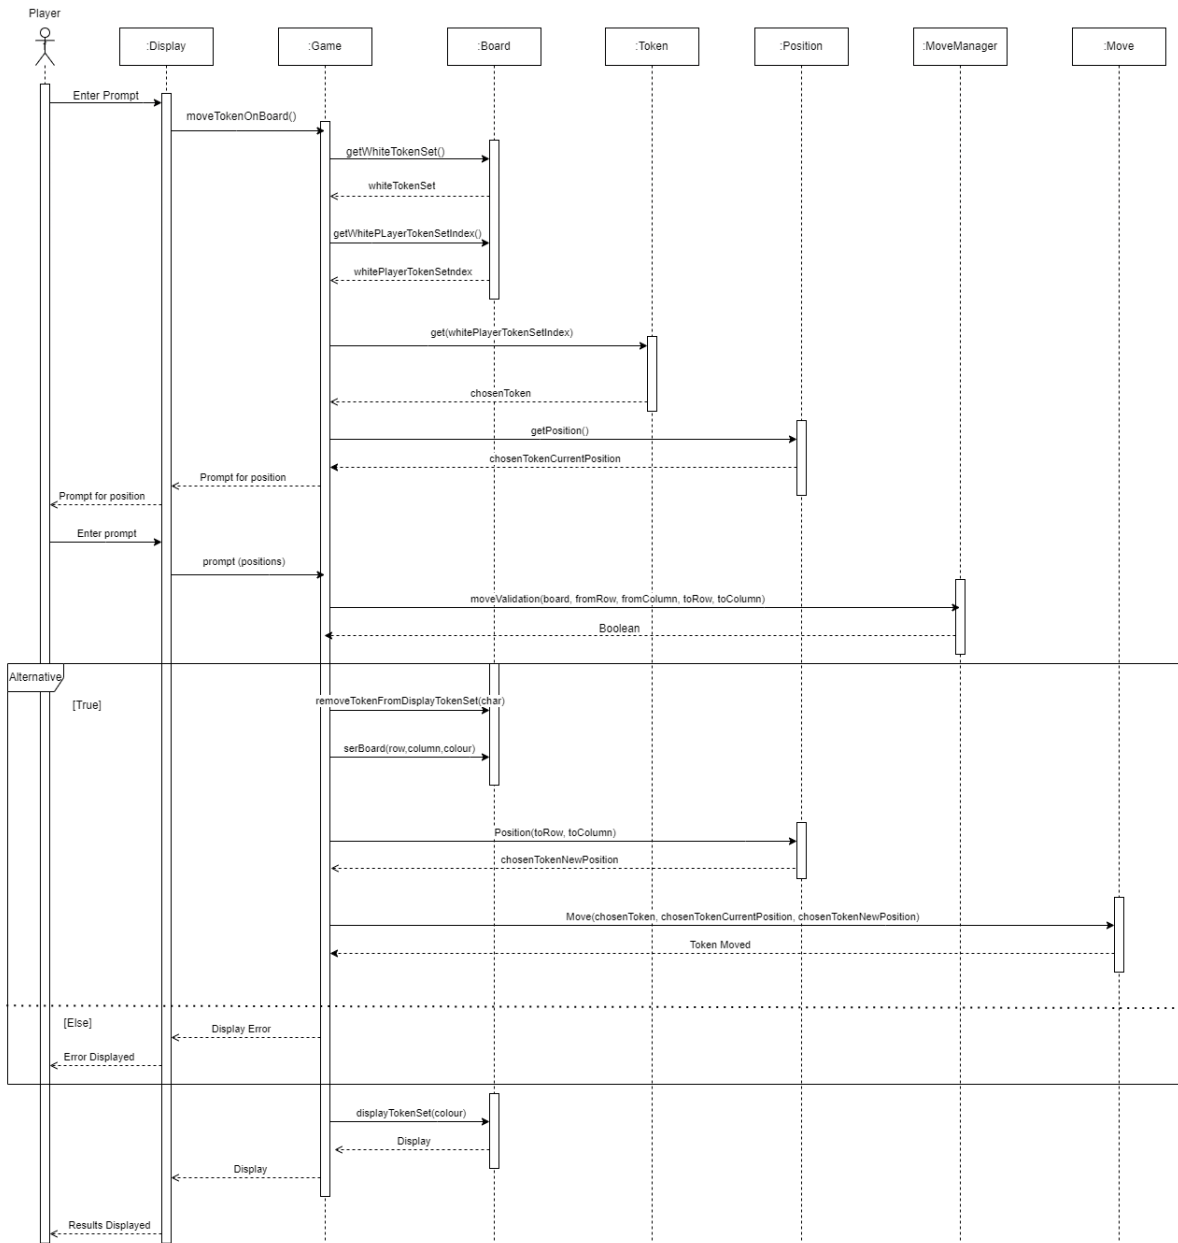 Player
:Display
:Game
:Board
:Token
:Position
:MoveManager
:Move
Enter Prompt
moveTokenOnBoard()
getWhiteTokenSet()
whiteTokenSet
getWhitePLayerTokenSetIndex()
whitePlayerTokenSetndex
get(whitePlayerTokenSetIndex)
chosenToken
getPosition()
chosenTokenCurrentPosition
Prompt for position
Prompt for position
Enter prompt
prompt (positions)
moveValidation(board, fromRow, fromColumn, toRow, toColumn)
Boolean
Alternative
[True]
removeTokenFromDisplayTokenSet(char)
serBoard(row,column,colour)
Position(toRow, toColumn)
chosenTokenNewPosition
Move(chosenToken, chosenTokenCurrentPosition, chosenTokenNewPosition)
Token Moved
[Else]
Display Error
Error Displayed
displayTokenSet(colour)
Display
Display
Results Displayed